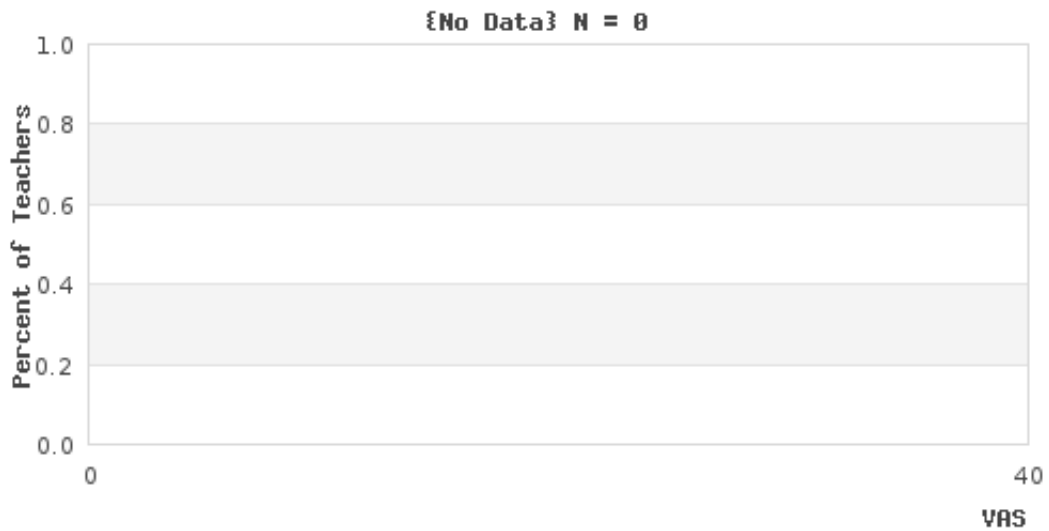 {No Data} N = 0
1.0
0.8
0.6
0.4
0.2
0.0
Percent of Teachers
0
40
VAS